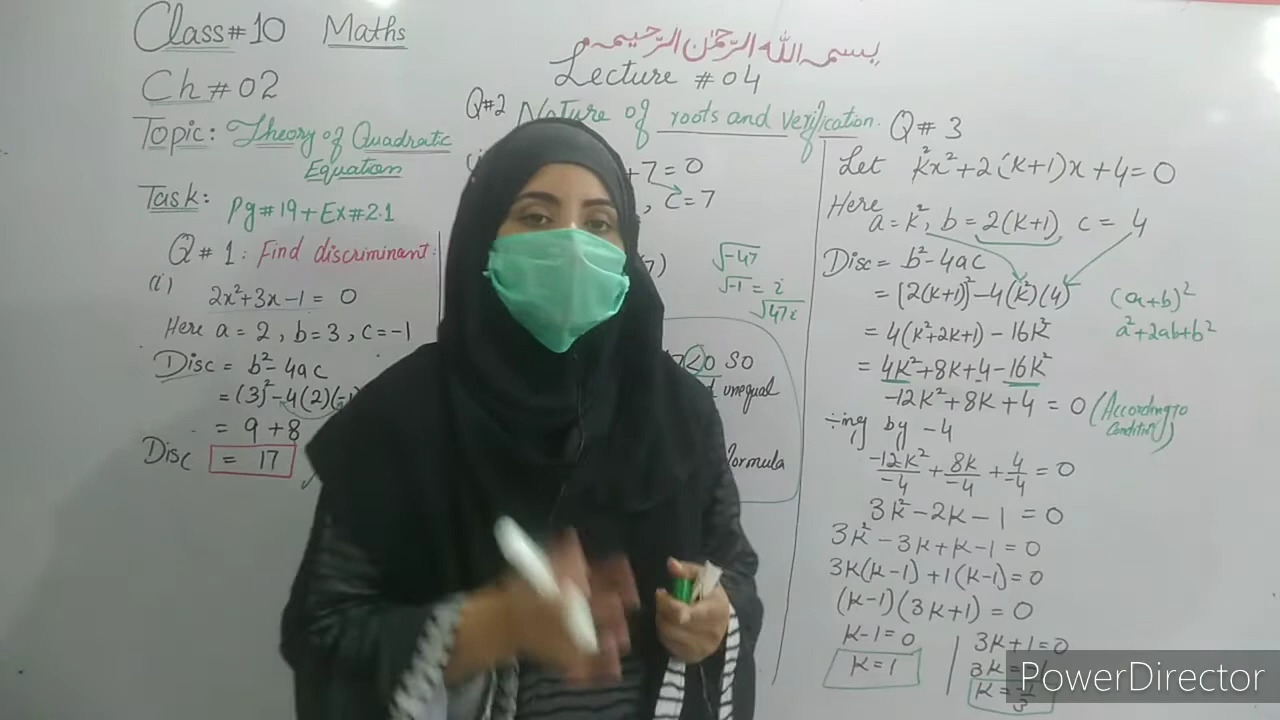 Class#10 Maths
بسم اللہ الرّحمٰن الرّحیم
Lecture #04
Ch#02
Topic: Theory of Quadratic
Equation
Task: Pg#19+Ex#2.1
Q#1: Find discriminant:
(i)
2x²+3x-1=0
Here a=2, b=3, c=-1
Disc = b²-4ac
= (3)²-4(2)(-1
= 9+8
Disc = 17
Q#2 Nature of roots and verification.
+7=0
, c=7
7)
√-47
√-1 = i
√47i
<0 So
unequal
formula
Q#3
Let k²x²+2(k+1)x+4=0
Here
a=k², b=2(k+1), c=4
Disc = b²-4ac
= [2(k+1)]²-4(k²)(4)
(a+b)²
= 4(k²+2k+1)-16k²
a²+2ab+b²
= 4k²+8k+4-16k²
-12k²+8k+4=0 (According to
Condition)
÷ing by -4
-12k²/-4 + 8k/-4 + 4/-4 = 0
3k²-2k-1=0
3k²-3k+k-1=0
3k(k-1)+1(k-1)=0
(k-1)(3k+1)=0
k-1=0 | 3k+1=0
k=1
3k=
k=-1/3
PowerDirector